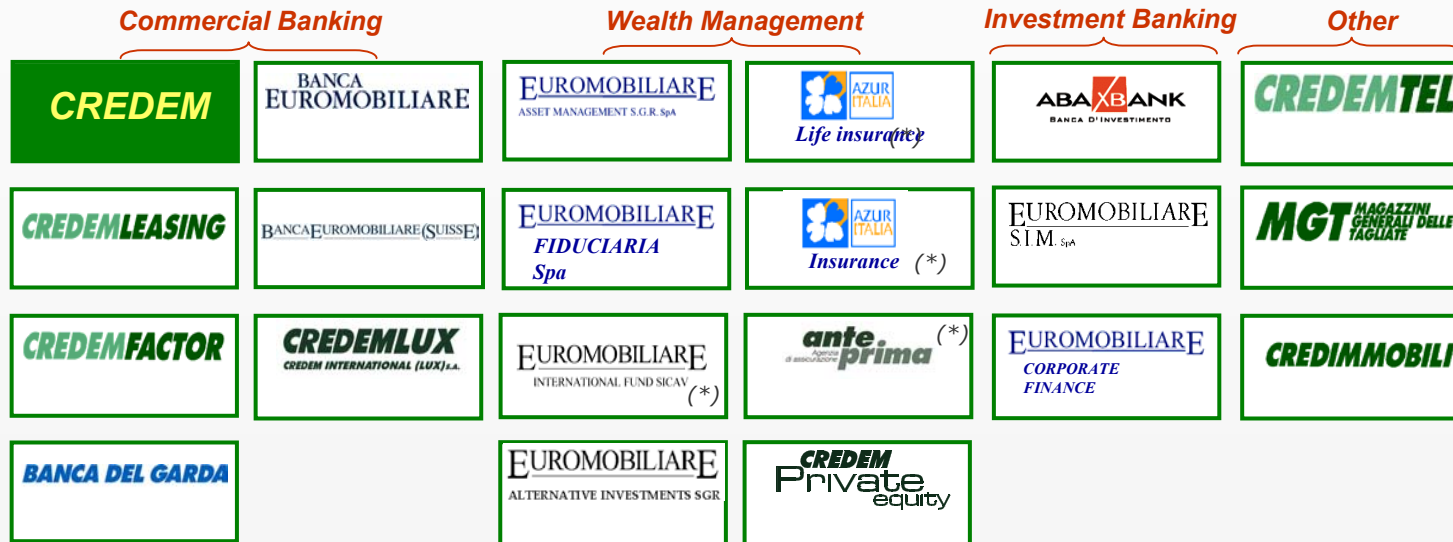 Commercial Banking
Wealth Management
Investment Banking
Other
CREDEM
BANCA
EUROMOBILIARE
EUROMOBILIARE
ASSET MANAGEMENT S.G.R. SpA
AZUR
ITALIA
Life insurance (*)
ABAXBANK
BANCA D'INVESTIMENTO
CREDEMTEL
CREDEMLEASING
BANCAEUROMOBILIARE(SUISSE)
EUROMOBILIARE
FIDUCIARIA
Spa
AZUR
ITALIA
Insurance (*)
EUROMOBILIARE
S.I.M. SpA
MGT MAGAZZINI
GENERALI DELLE
TAGLIATE
CREDEMFACTOR
CREDEMLUX
CREDEM INTERNATIONAL (LUX) S.A.
EUROMOBILIARE
INTERNATIONAL FUND SICAV
(*)
ante
prima
Agenzia
di assicurazione
(*)
EUROMOBILIARE
CORPORATE
FINANCE
CREDIMMOBILI
BANCA DEL GARDA
EUROMOBILIARE
ALTERNATIVE INVESTMENTS SGR
CREDEM
Private
equity